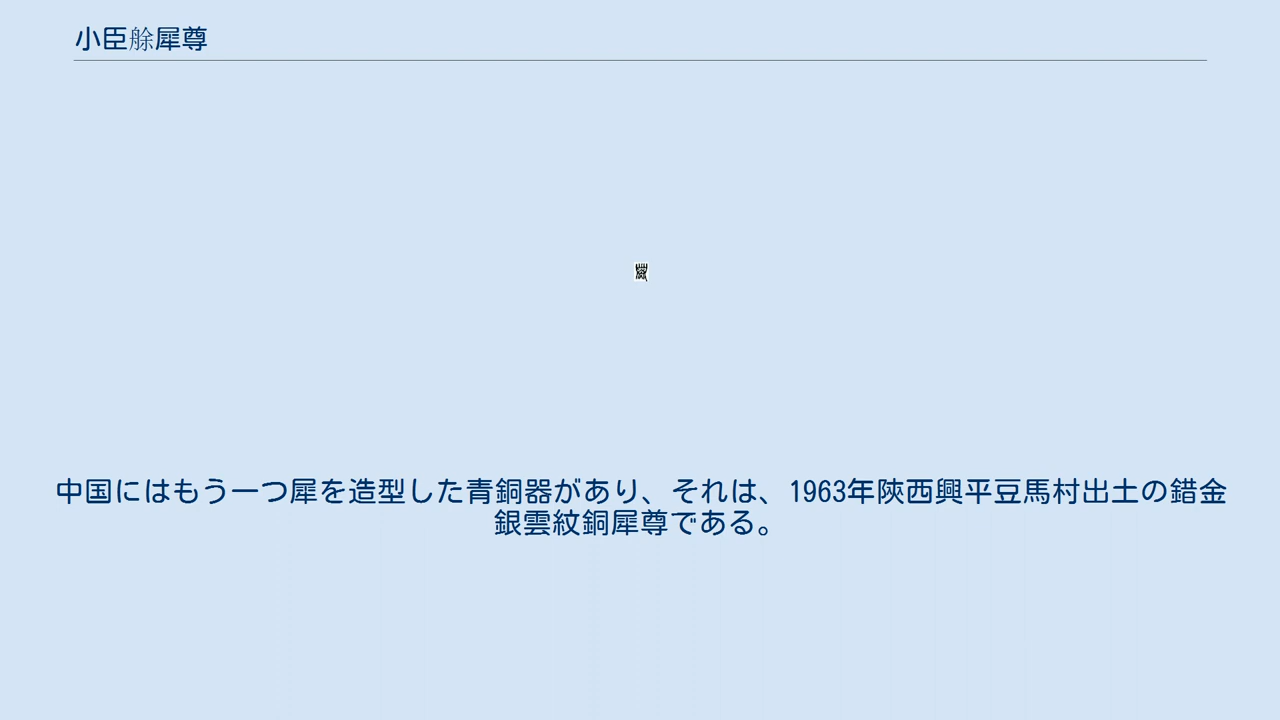 小臣艅犀尊
中国にはもう一つ犀を造型した青銅器があり、それは、1963年陝西興平豆馬村出土の錯金
銀雲紋銅犀尊である。